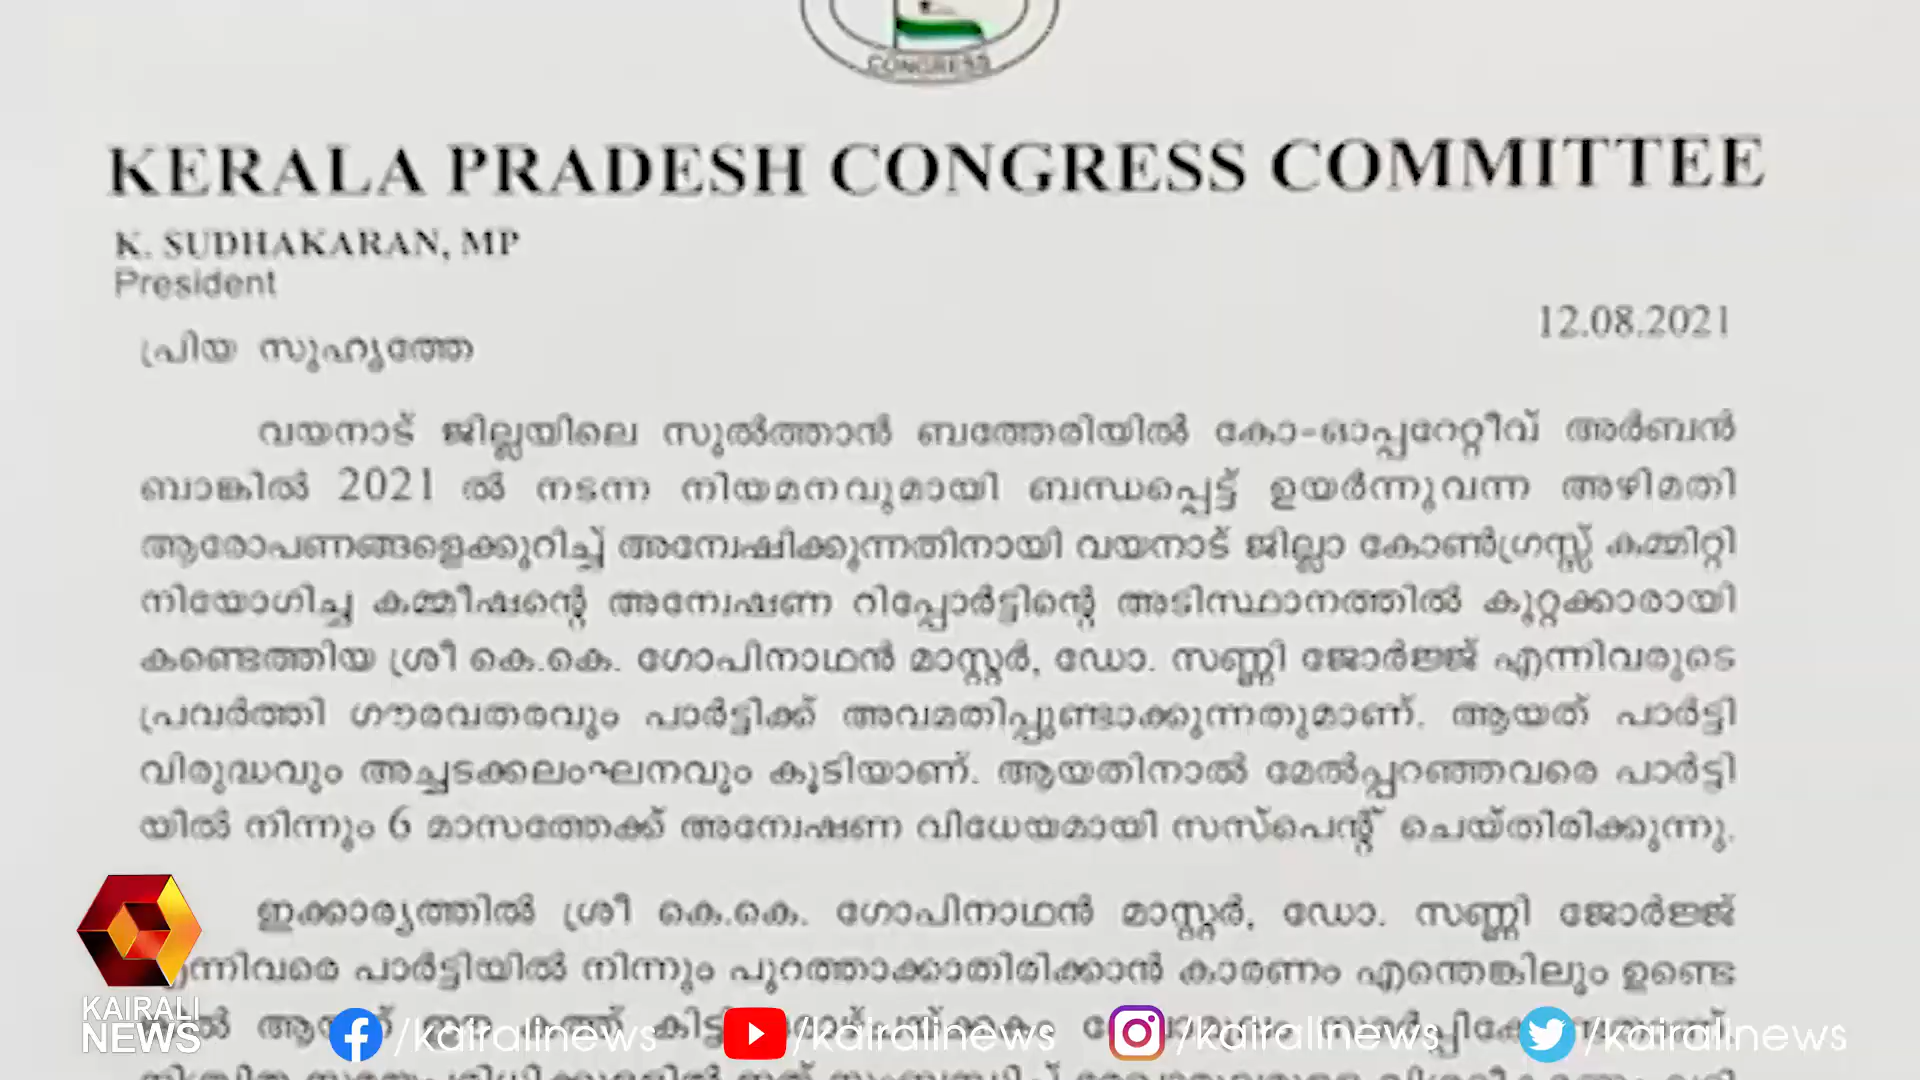 CONGRESS
KERALA PRADESH CONGRESS COMMITTEE
K. SUDHAKARAN, MP
President
12.08.2021
പ്രിയ സുഹൃത്തേ
വയനാട് ജില്ലയിലെ സുൽത്താൻ ബത്തേരിയിൽ കോ-ഓപ്പറേറ്റീവ് അർബൻ
ബാങ്കിൽ 2021 ൽ നടന്ന നിയമനവുമായി ബന്ധപ്പെട്ട് ഉയർന്നുവന്ന അഴിമതി
ആരോപണങ്ങളെക്കുറിച്ച് അന്വേഷിക്കുന്നതിനായി വയനാട് ജില്ലാ കോൺഗ്രസ്സ് കമ്മിറ്റി
നിയോഗിച്ച കമ്മീഷന്റെ അന്വേഷണ റിപ്പോർട്ടിന്റെ അടിസ്ഥാനത്തിൽ കുറ്റക്കാരായി
കണ്ടെത്തിയ ശ്രീ കെ.കെ. ഗോപിനാഥൻ മാസ്റ്റർ, ഡോ. സണ്ണി ജോർജ്ജ് എന്നിവരുടെ
പ്രവർത്തി ഗൗരവതരവും പാർട്ടിക്ക് അവമതിപ്പുണ്ടാക്കുന്നതുമാണ്. ആയത് പാർട്ടി
വിരുദ്ധവും അച്ചടക്കലംഘനവും കൂടിയാണ്. ആയതിനാൽ മേൽപ്പറഞ്ഞവരെ പാർട്ടി
യിൽ നിന്നും 6 മാസത്തേക്ക് അന്വേഷണ വിധേയമായി സസ്പെന്റ് ചെയ്തിരിക്കുന്നു.
ഇക്കാര്യത്തിൽ ശ്രീ കെ.കെ. ഗോപിനാഥൻ മാസ്റ്റർ, ഡോ. സണ്ണി ജോർജ്ജ്
എന്നിവരെ പാർട്ടിയിൽ നിന്നും പുറത്താക്കാതിരിക്കാൻ കാരണം എന്തെങ്കിലും ഉണ്ടെ
KAIRALI
NEWS
/kairalinews /kairalinews /kairalinews /kairalinews